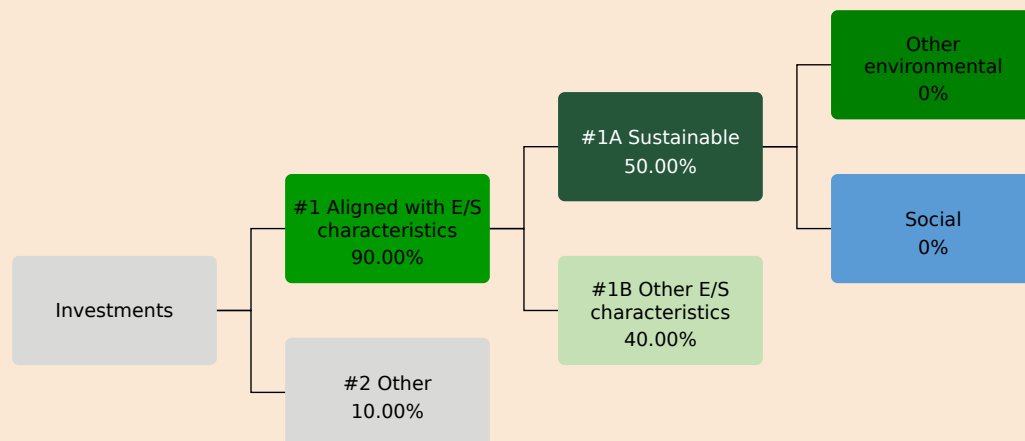 Other
environmental
0%
#1A Sustainable
50.00%
#1 Aligned with E/S
characteristics
90.00%
Social
0%
Investments
#1B Other E/S
characteristics
40.00%
#2 Other
10.00%